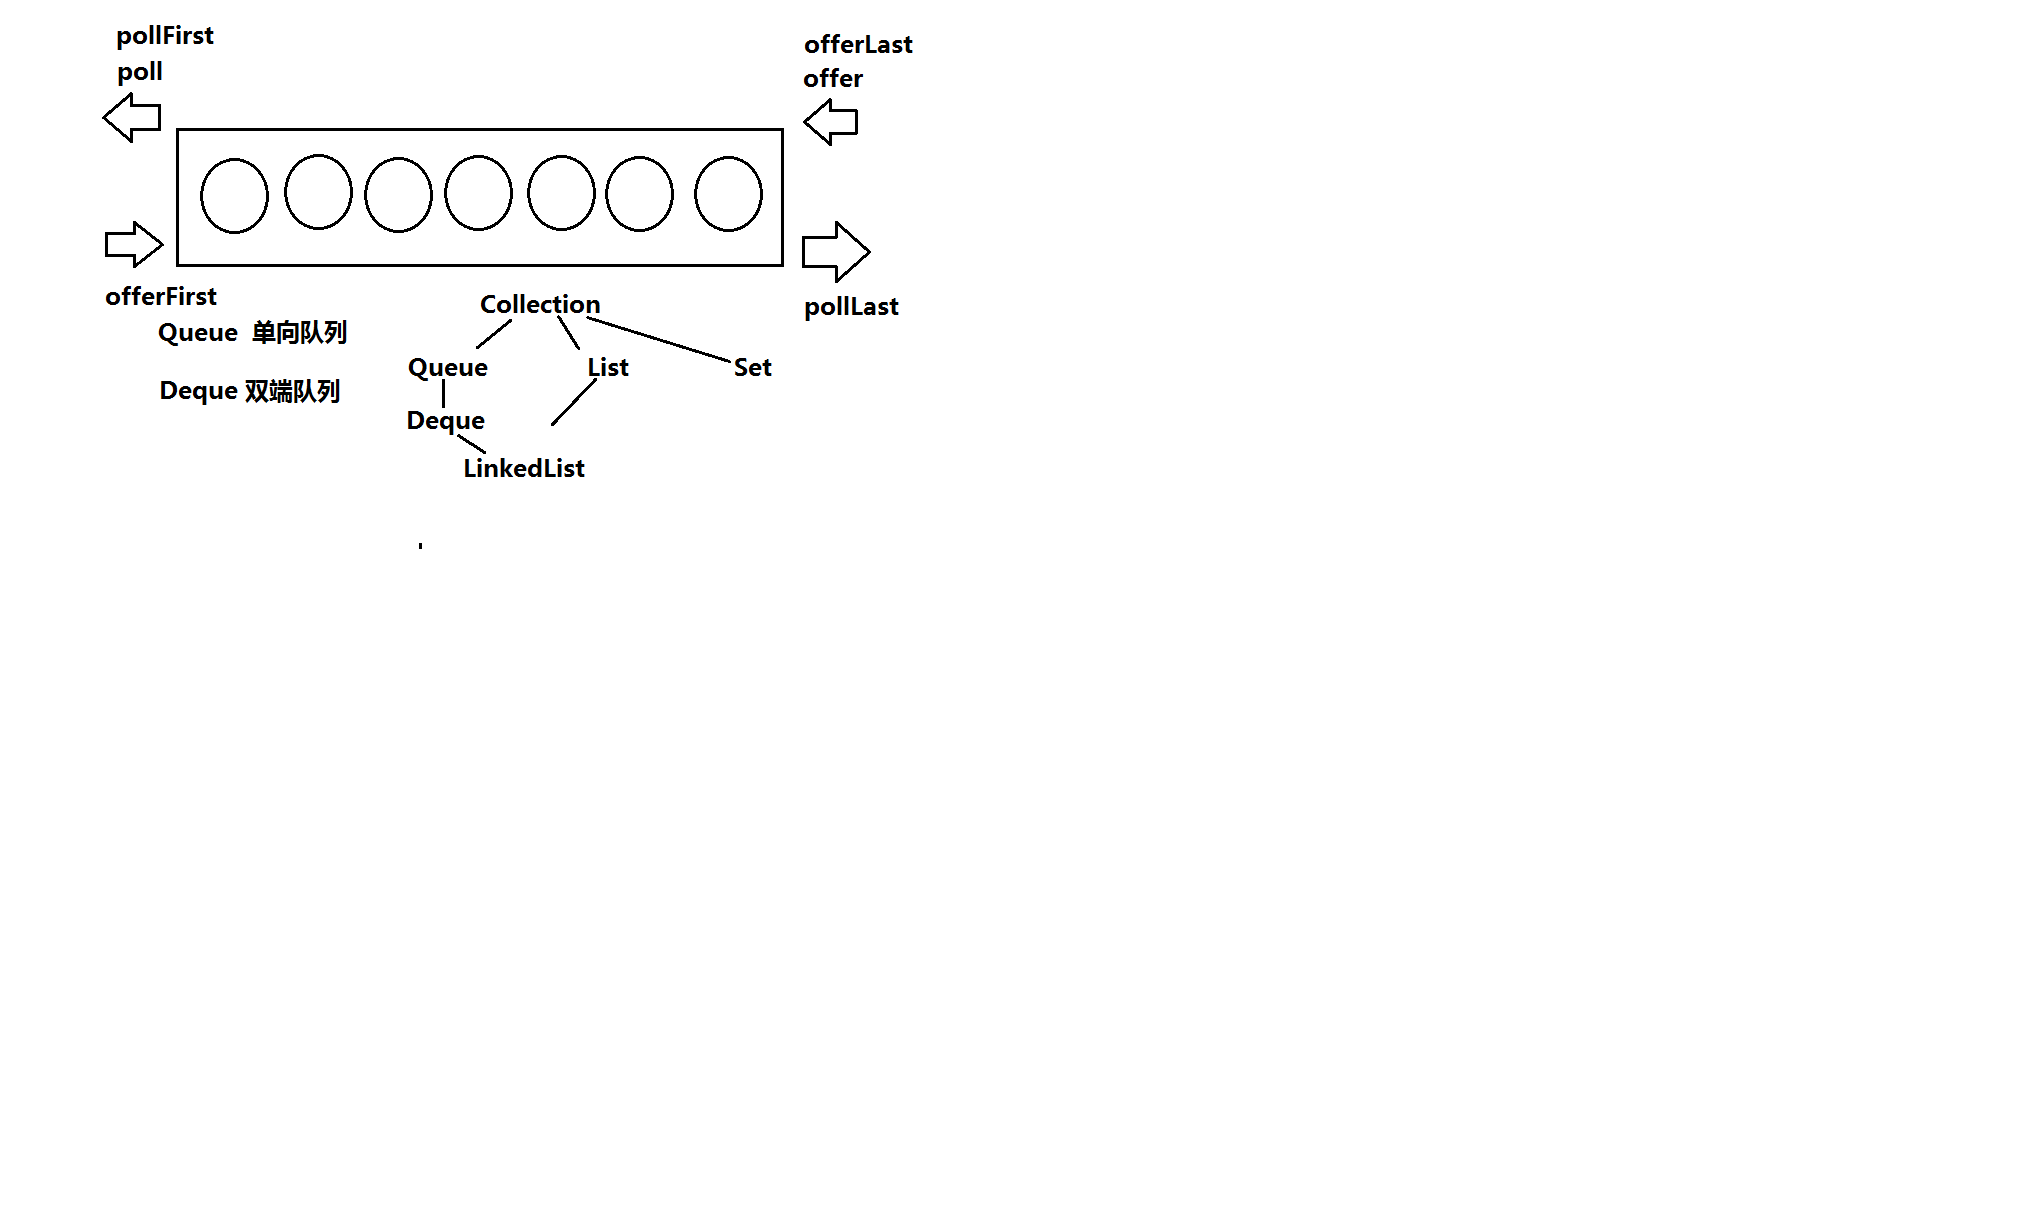 pollFirst
poll
offerLast
offer
offerFirst
pollLast
Queue 单向队列
Deque 双端队列
Collection
Queue List Set
Deque
LinkedList